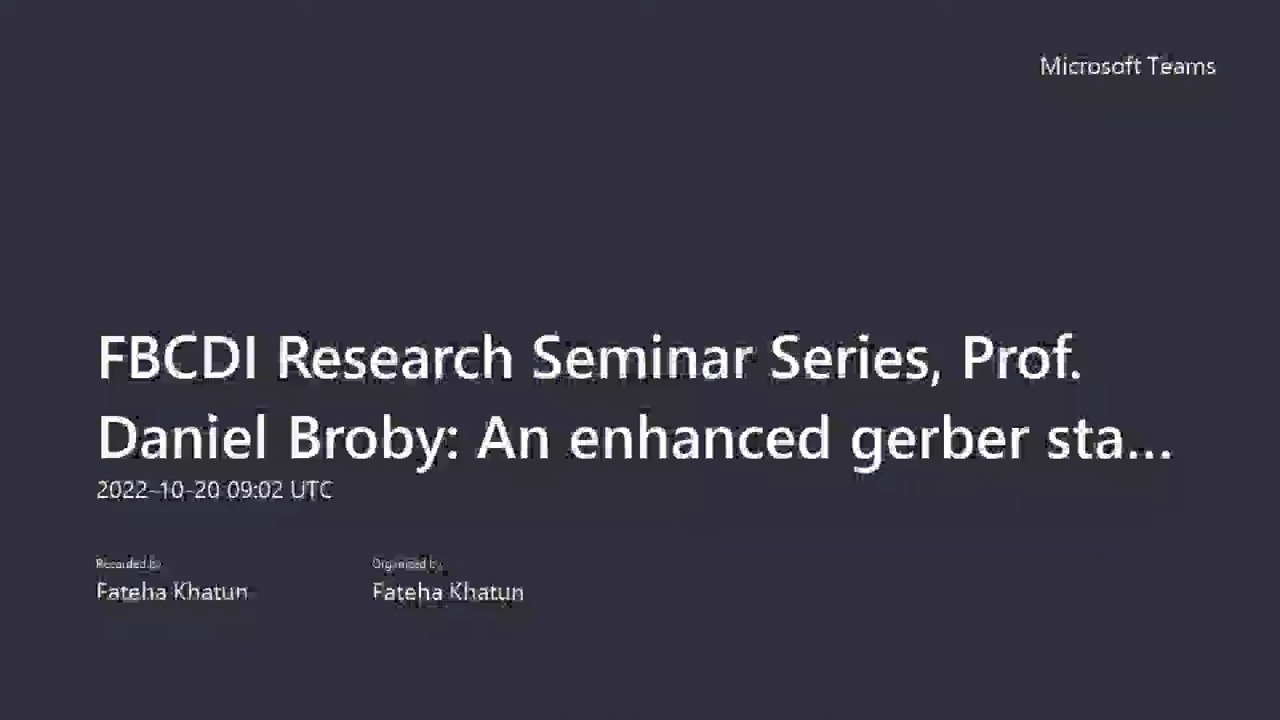 Microsoft Teams
FBCDI Research Seminar Series, Prof.
Daniel Broby: An enhanced gerber sta...
2022-10-20 09:02 UTC
Recorded by
Organized by
Fateha Khatun
Fateha Khatun